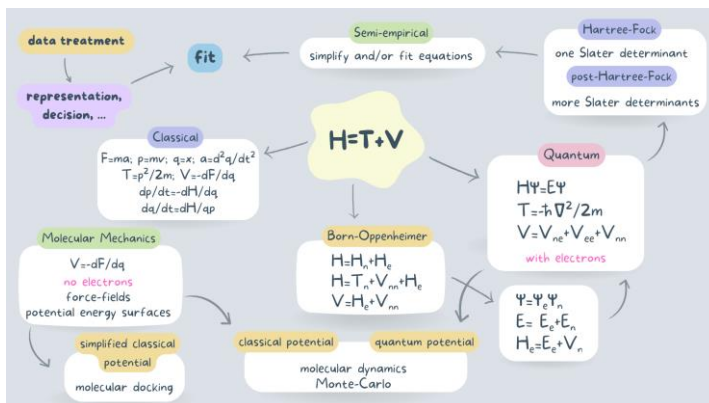 data treatment
representation,
decision, ...
fit
Semi-empirical
simplify and/or fit equations
Hartree-Fock
one Slater determinant
post-Hartree-Fock
more Slater determinants
H=T+V
Classical
F=ma; p=mv; q=x; a=d²q/dt²
T=p²/2m; V=-dF/dq
dp/dt=-dH/dq
dq/dt=dH/qp
Quantum
HΨ=EΨ
T=-ħ∇²/2m
V=Vₙₑ+Vₑₑ+Vₙₙ
with electrons
Molecular Mechanics
V=-dF/dq
no electrons
force-fields
potential energy surfaces
Born-Oppenheimer
H=Hₙ+Hₑ
H=Tₙ+Vₙₙ+Hₑ
V=Hₑ+Vₙₙ
Ψ=ΨₑΨₙ
E= Eₑ+Eₙ
Hₑ=Eₑ+Vₙ
simplified classical
potential
molecular docking
classical potential
quantum potential
molecular dynamics
Monte-Carlo